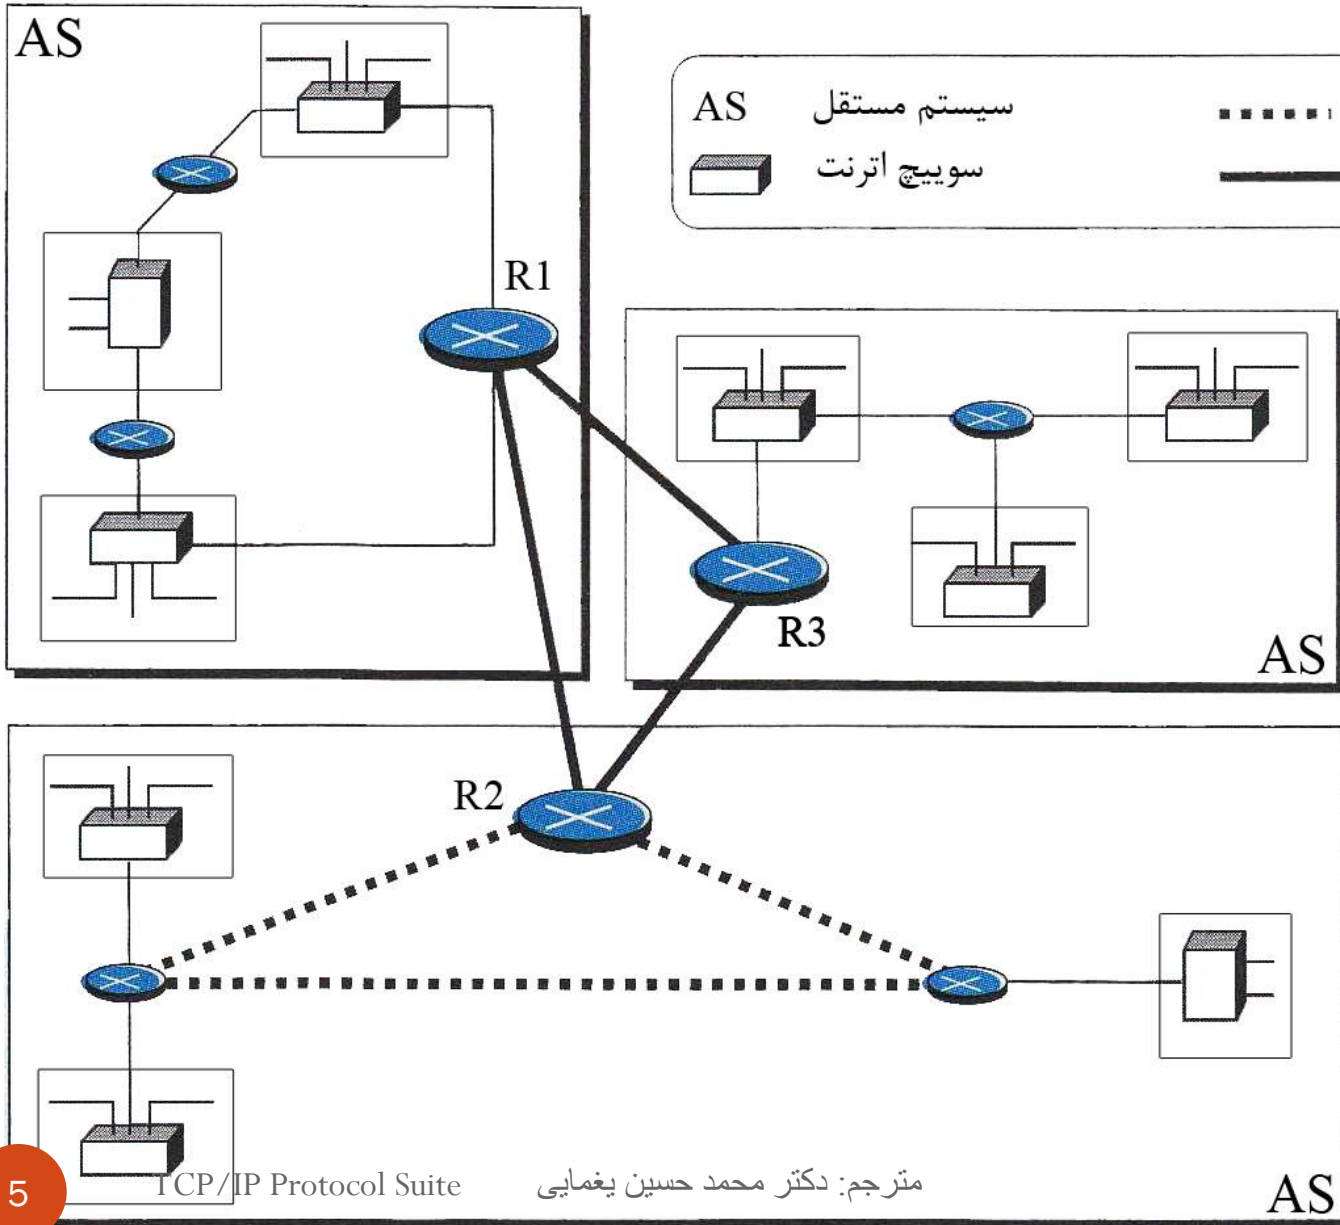 AS
AS سیستم مستقل
سوییچ اترنت
R1
R3
AS
R2
5
TCP/IP Protocol Suite مترجم: دکتر محمد حسین یغمایی
AS